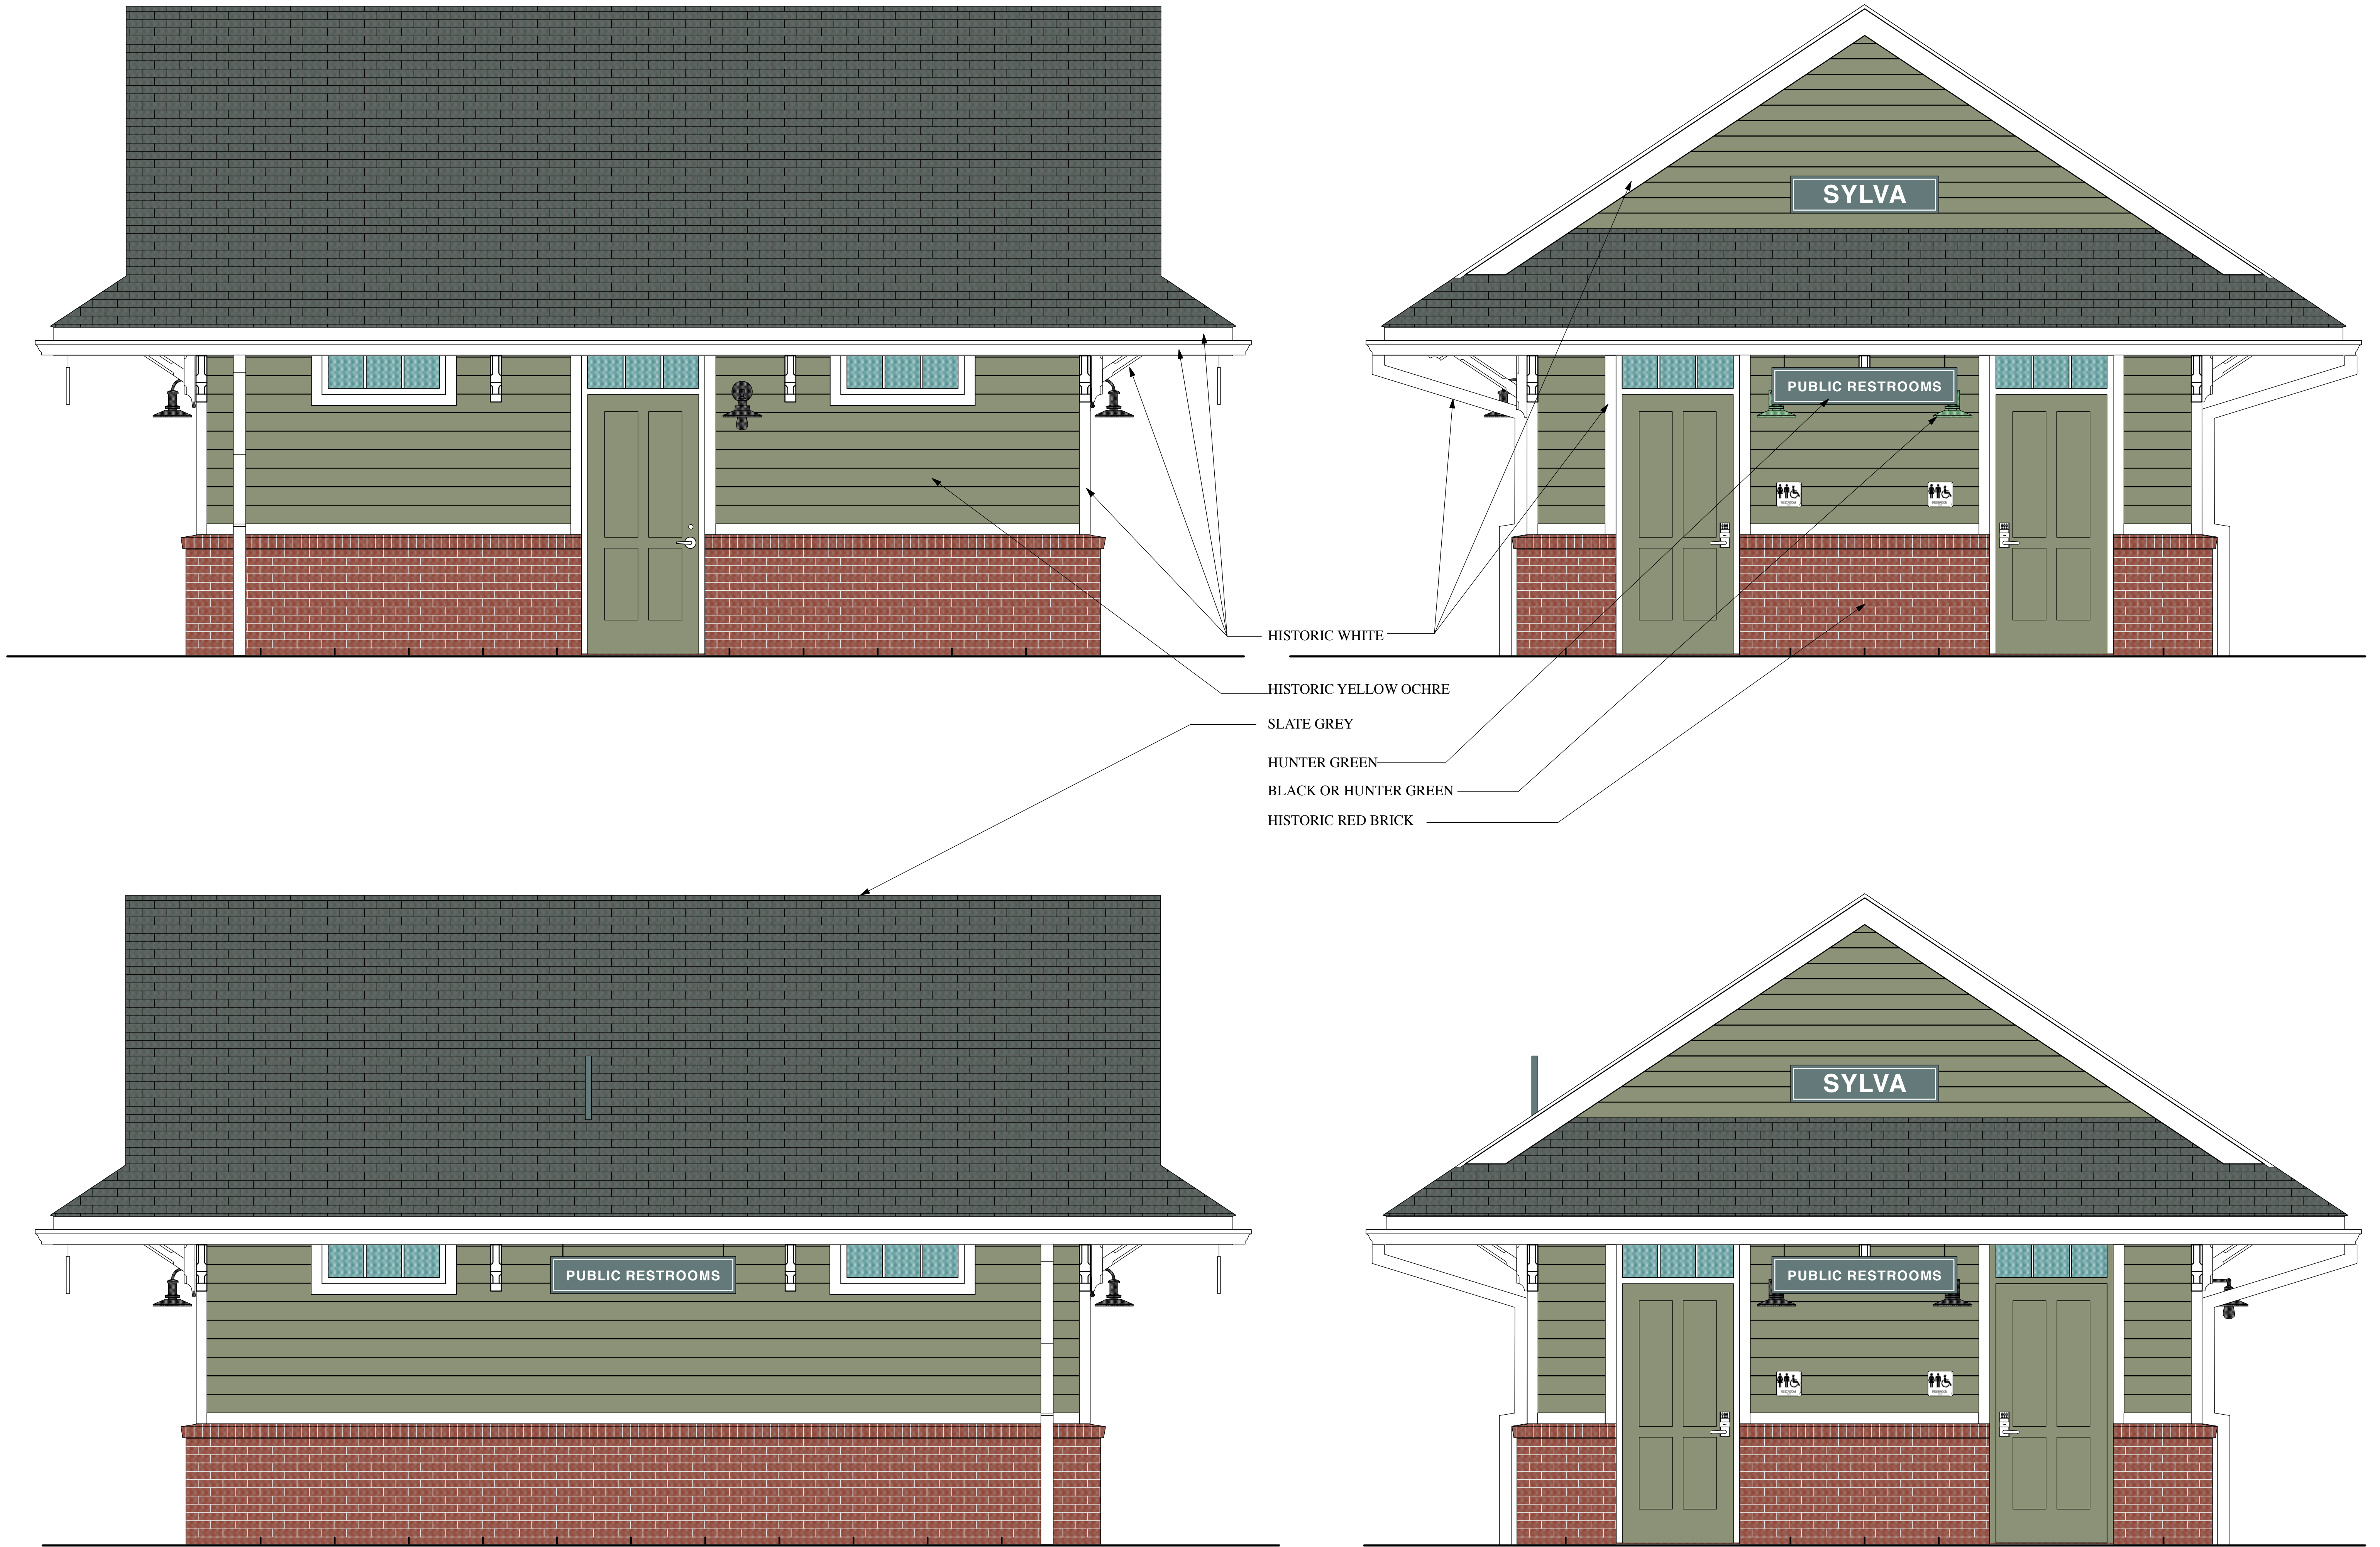 SYLVA
PUBLIC RESTROOMS
HISTORIC WHITE
HISTORIC YELLOW OCHRE
SLATE GREY
HUNTER GREEN
BLACK OR HUNTER GREEN
HISTORIC RED BRICK
SYLVA
PUBLIC RESTROOMS
PUBLIC RESTROOMS